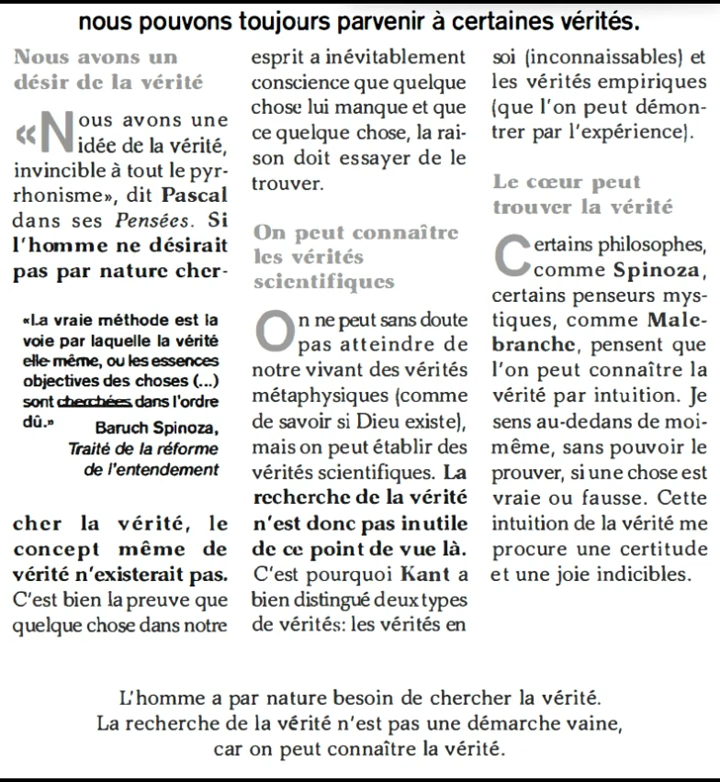 nous pouvons toujours parvenir à certaines vérités.
Nous avons un
désir de la vérité
«Nous avons une
idée de la vérité,
invincible à tout le pyr-
rhonisme», dit Pascal
dans ses Pensées. Si
l'homme ne désirait
pas par nature cher-
«La vraie méthode est la
voie par laquelle la vérité
elle-même, ou les essences
objectives des choses (...)
sont cherchées dans l'ordre
dû.»
Baruch Spinoza,
Traité de la réforme
de l'entendement
cher la vérité, le
concept même de
vérité n'existerait pas.
C'est bien la preuve que
quelque chose dans notre
esprit a inévitablement
conscience que quelque
chose lui manque et que
ce quelque chose, la rai-
son doit essayer de le
trouver.
On peut connaître
les vérités
scientifiques
On ne peut sans doute
pas atteindre de
notre vivant des vérités
métaphysiques (comme
de savoir si Dieu existe),
mais on peut établir des
vérités scientifiques. La
recherche de la vérité
n'est donc pas inutile
de ce point de vue là.
C'est pourquoi Kant a
bien distingué deux types
de vérités: les vérités en
soi (inconnaissables) et
les vérités empiriques
(que l'on peut démon-
trer par l'expérience).
Le cœur peut
trouver la vérité
Certains philosophes,
comme Spinoza,
certains penseurs mys-
tiques, comme Male-
branche, pensent que
l'on peut connaître la
vérité par intuition. Je
sens au-dedans de moi-
même, sans pouvoir le
prouver, si une chose est
vraie ou fausse. Cette
intuition de la vérité me
procure une certitude
et une joie indicibles.
L'homme a par nature besoin de chercher la vérité.
La recherche de la vérité n'est pas une démarche vaine,
car on peut connaître la vérité.